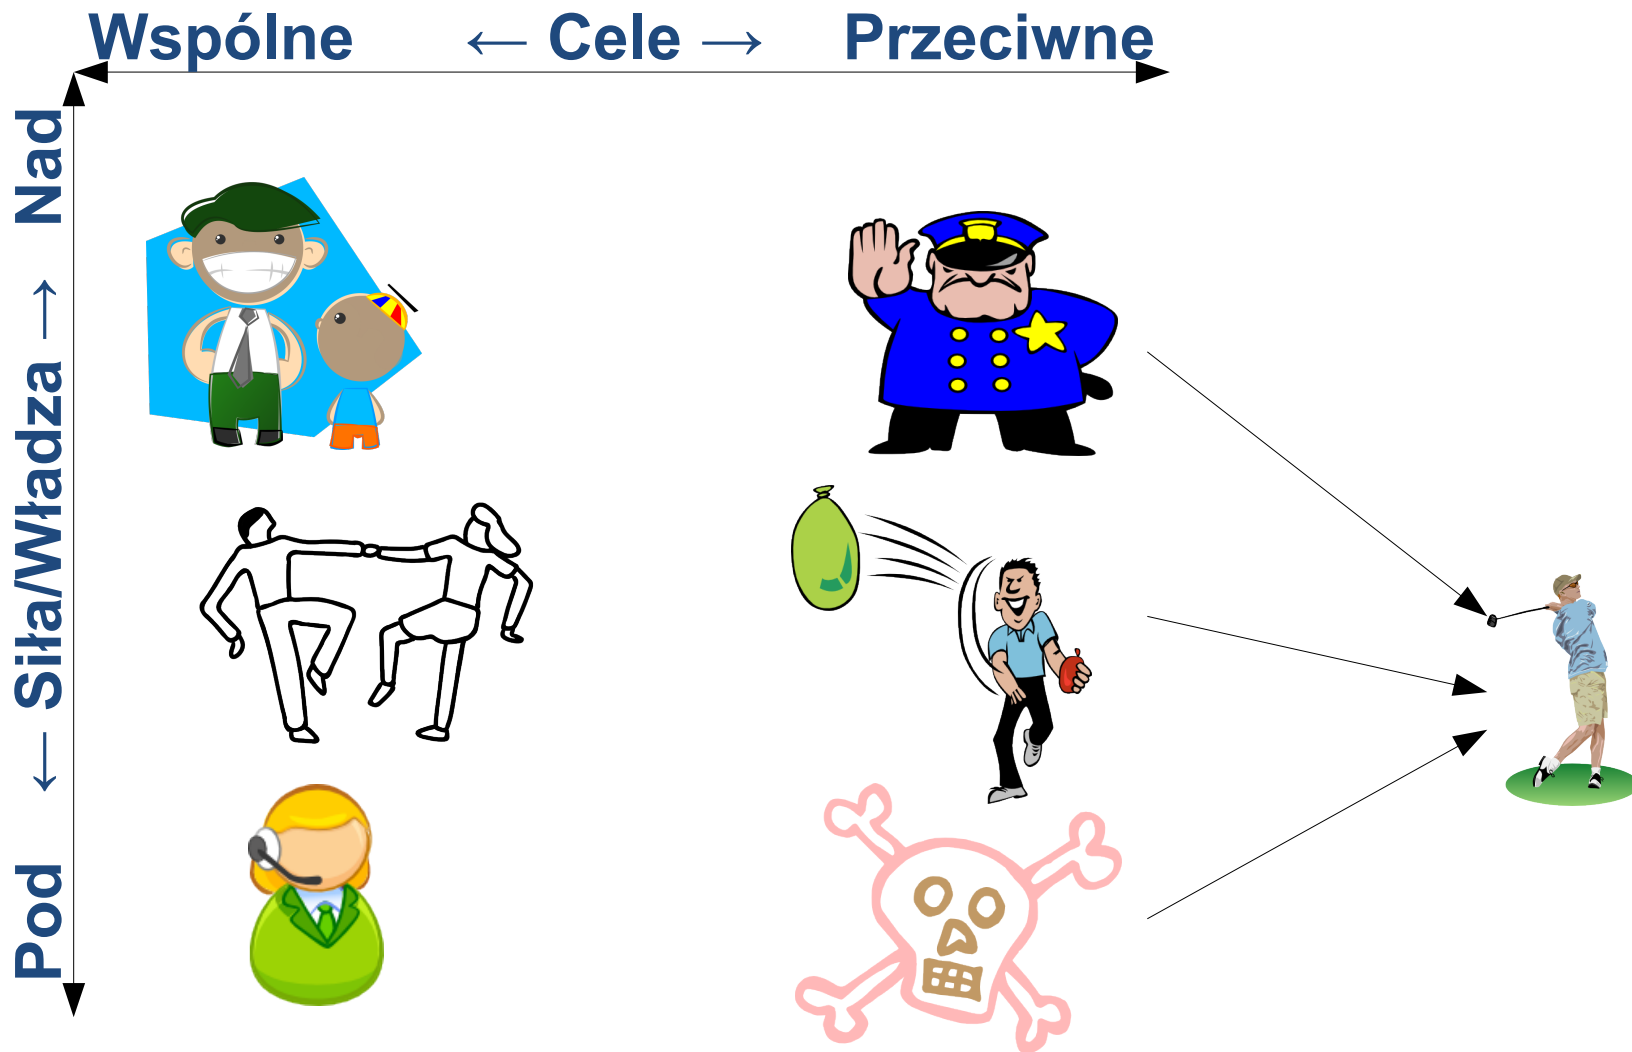 Wspólne ← Cele → Przeciwne
Pod ← Siła/Władza → Nad